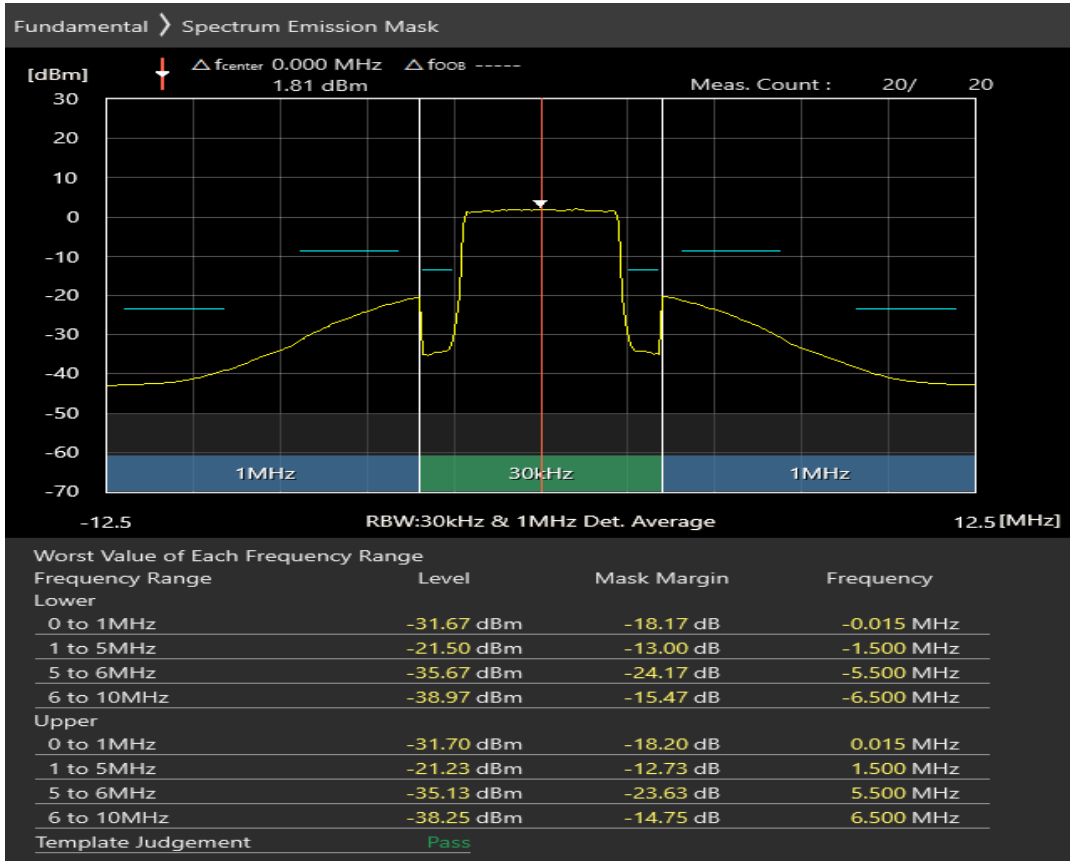 Fundamental 》 Spectrum Emission Mask
[dBm] △ fcenter 0.000 MHz △ fOOB -----
1.81 dBm Meas. Count : 20/ 20
30
20
10
0
-10
-20
-30
-40
-50
-60
-70
1MHz 30kHz 1MHz
-12.5 RBW:30kHz & 1MHz Det. Average 12.5 [MHz]
Worst Value of Each Frequency Range
Frequency Range Level Mask Margin Frequency
Lower
0 to 1MHz -31.67 dBm -18.17 dB -0.015 MHz
1 to 5MHz -21.50 dBm -13.00 dB -1.500 MHz
5 to 6MHz -35.67 dBm -24.17 dB -5.500 MHz
6 to 10MHz -38.97 dBm -15.47 dB -6.500 MHz
Upper
0 to 1MHz -31.70 dBm -18.20 dB 0.015 MHz
1 to 5MHz -21.23 dBm -12.73 dB 1.500 MHz
5 to 6MHz -35.13 dBm -23.63 dB 5.500 MHz
6 to 10MHz -38.25 dBm -14.75 dB 6.500 MHz
Template Judgement Pass